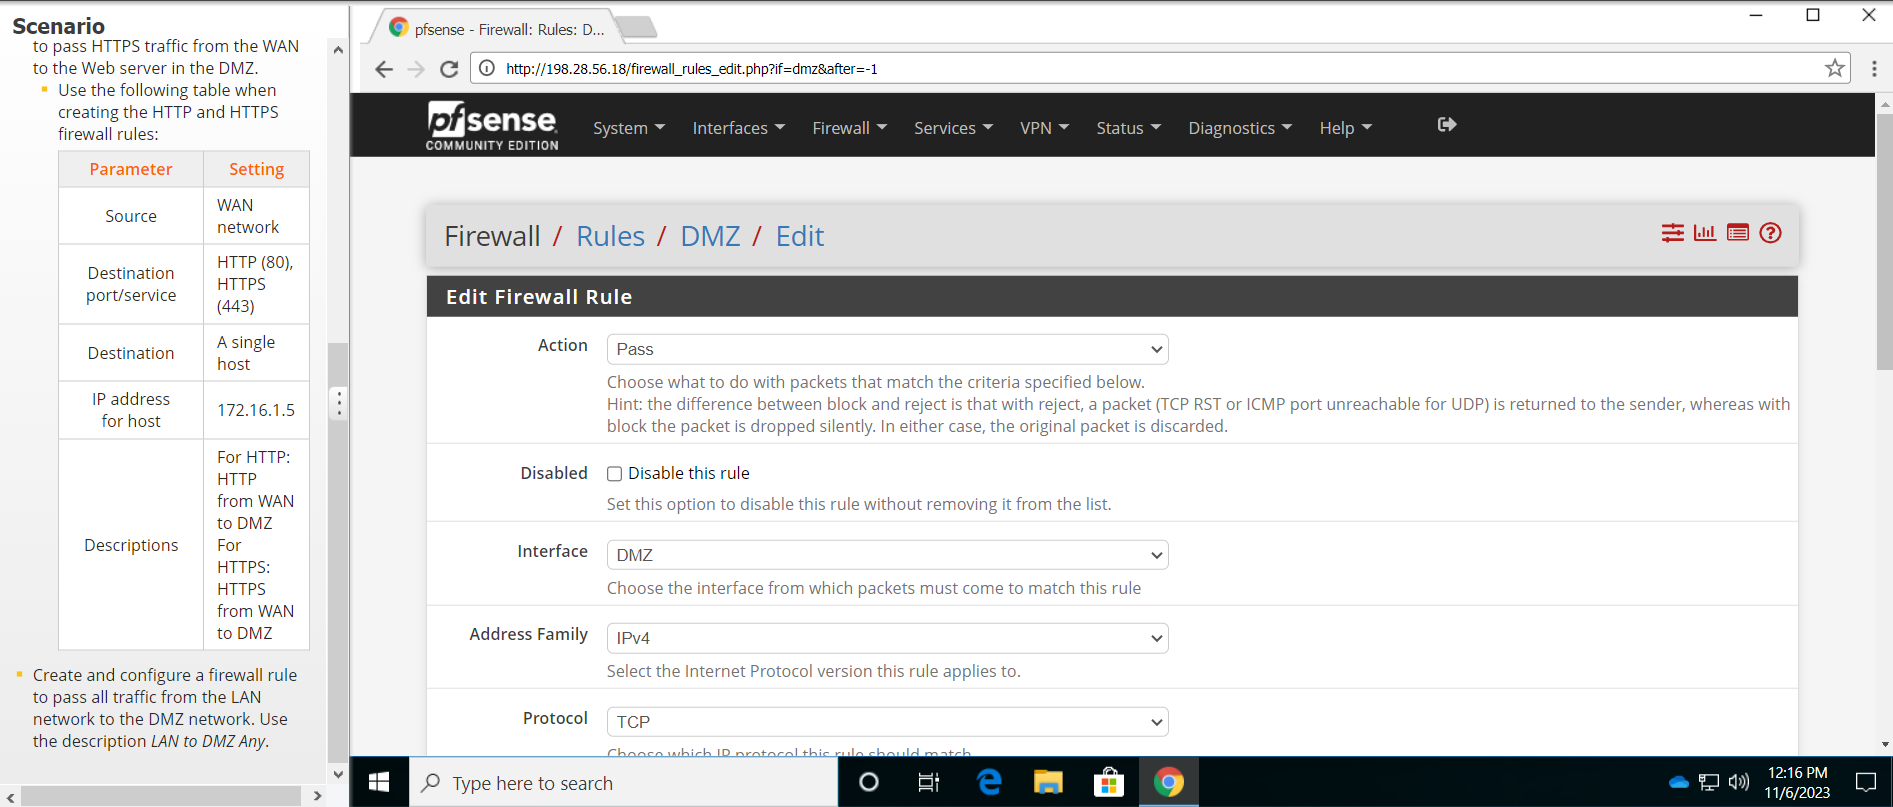 Scenario
to pass HTTPS traffic from the WAN
to the Web server in the DMZ.
Use the following table when
creating the HTTP and HTTPS
firewall rules:
Parameter Setting
Source WAN
network
Destination
port/service HTTP (80),
HTTPS
(443)
Destination A single
host
IP address
for host 172.16.1.5
Descriptions For HTTP:
HTTP
from WAN
to DMZ
For
HTTPS:
HTTPS
from WAN
to DMZ
Create and configure a firewall rule
to pass all traffic from the LAN
network to the DMZ network. Use
the description LAN to DMZ Any.
pfsense - Firewall: Rules: D...
http://198.28.56.18/firewall_rules_edit.php?if=dmz&after=-1
pfsense
COMMUNITY EDITION
System Interfaces Firewall Services VPN Status Diagnostics Help
Firewall / Rules / DMZ / Edit
Edit Firewall Rule
Action Pass
Choose what to do with packets that match the criteria specified below.
Hint: the difference between block and reject is that with reject, a packet (TCP RST or ICMP port unreachable for UDP) is returned to the sender, whereas with
block the packet is dropped silently. In either case, the original packet is discarded.
Disabled Disable this rule
Set this option to disable this rule without removing it from the list.
Interface DMZ
Choose the interface from which packets must come to match this rule
Address Family IPv4
Select the Internet Protocol version this rule applies to.
Protocol TCP
Choose which IP protocol this rule should match.
Type here to search
12:16 PM
11/6/2023